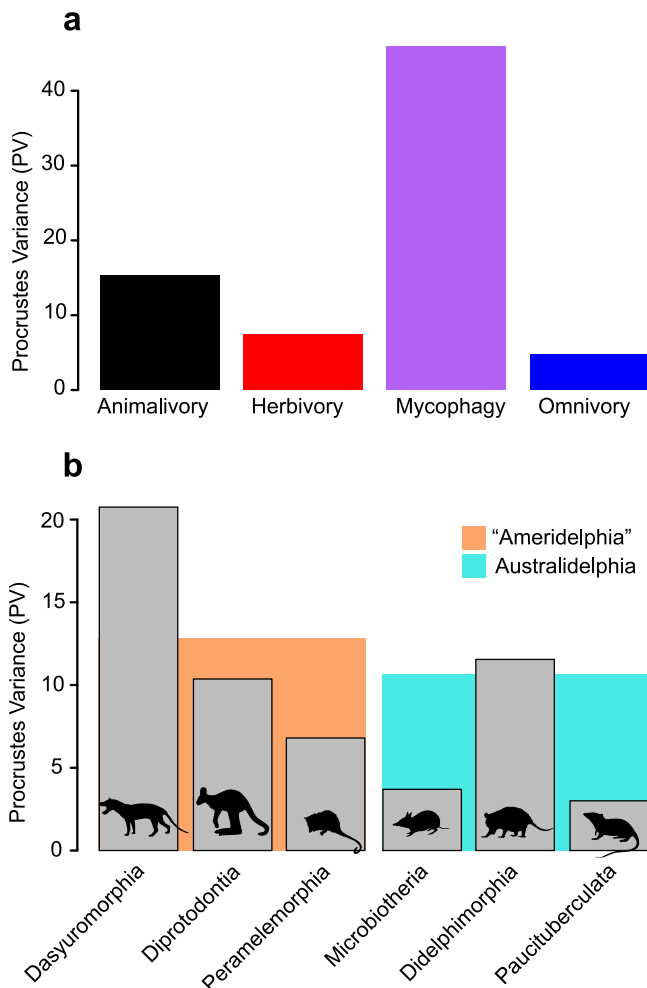 a
Procrustes Variance (PV)
40
30
20
10
0
Animalivory Herbivory Mycophagy Omnivory
b
Procrustes Variance (PV)
20
15
10
5
0
“Ameridelphia”
Australidelphia
Dasyuromorphia
Diprotodontia
Peramelemorphia
Microbiotheria
Didelphimorphia
Paucituberculata